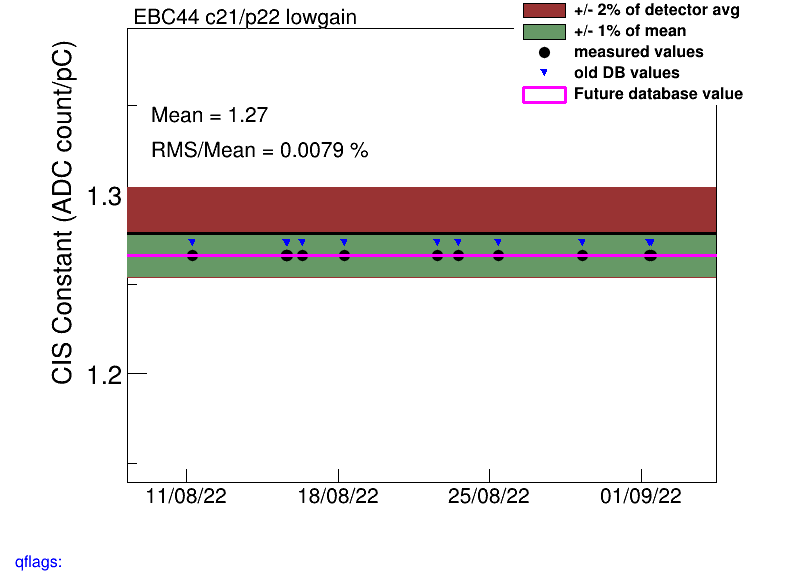 EBC44 c21/p22 lowgain
+/- 2% of detector avg
+/- 1% of mean
measured values
old DB values
Future database value
Mean = 1.27
RMS/Mean = 0.0079 %
CIS Constant (ADC count/pC)
1.3
1.2
11/08/22 18/08/22 25/08/22 01/09/22
qflags: